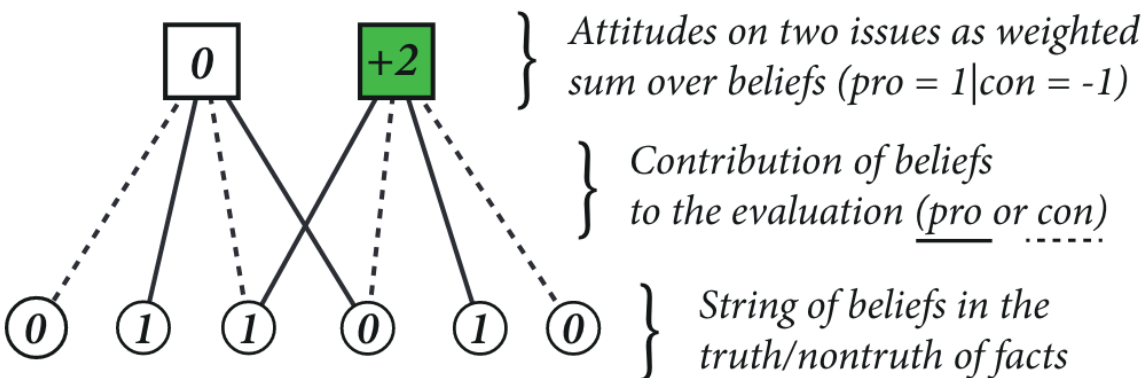 0 +2 } Attitudes on two issues as weighted
sum over beliefs (pro = 1|con = -1)
} Contribution of beliefs
to the evaluation (pro or con)
0 1 1 0 1 0 } String of beliefs in the
truth/nontruth of facts